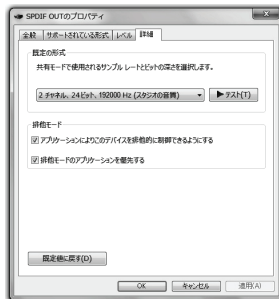 SPDIF OUTのプロパティ
全般 サポートされている形式 レベル 詳細
既定の形式
共有モードで使用されるサンプル レートとビットの深さを選択します。
2 チャネル、24 ビット、192000 Hz (スタジオの音質) ▶テスト(T)
排他モード
アプリケーションによりこのデバイスを排他的に制御できるようにする
排他モードのアプリケーションを優先する
既定値に戻す(D)
OK キャンセル 適用(A)